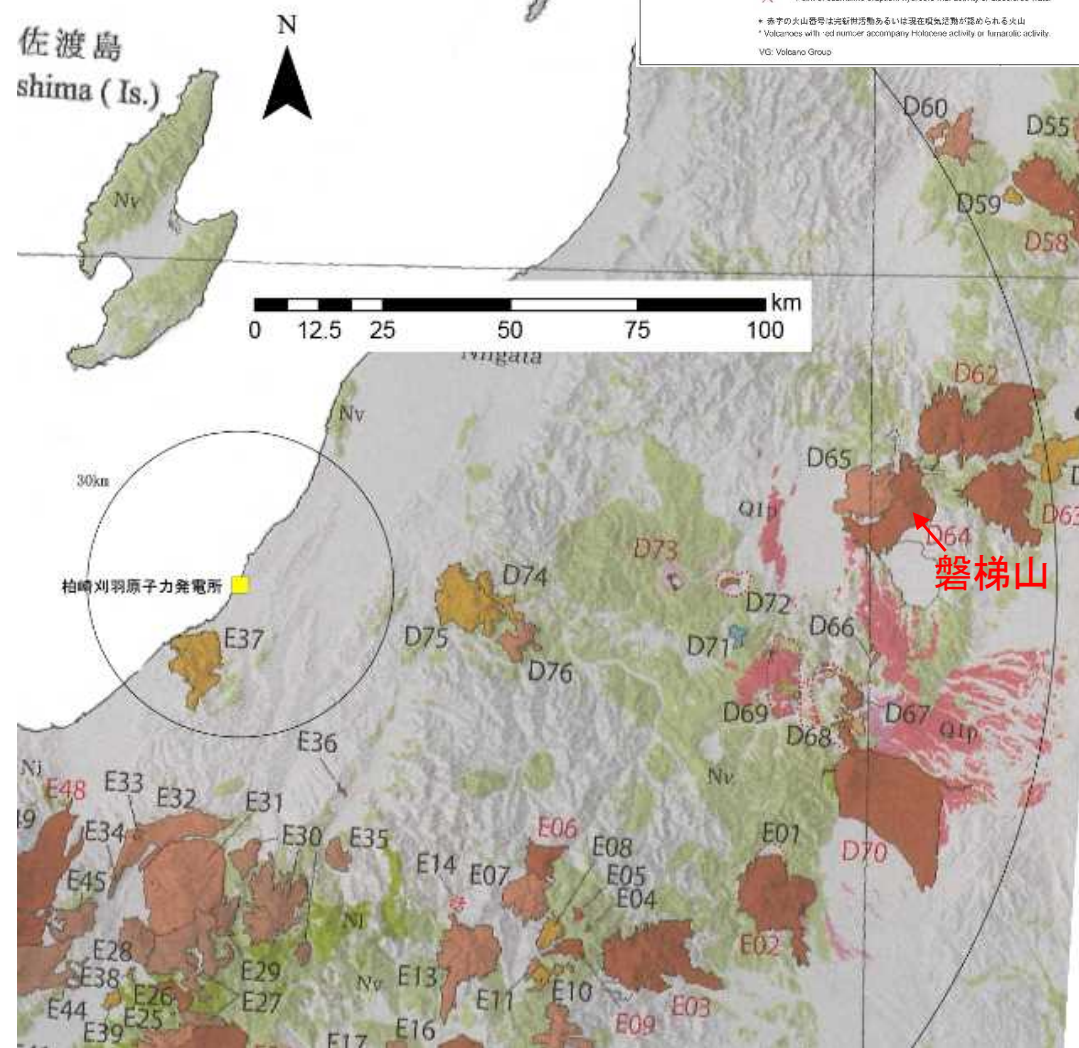 * 赤字の火山番号は完新世活動あるいは現在噴気活動が認められる火山
* Volcanoes with red number accompany Holocene activity or fumarolic activity.
VG: Volcano Group
佐渡島
shima ( Is.)
N
D60
D55
Nv
D59
D58
km
0 12.5 25 50 75 100
Niigata
D62
Nv
D65
30km
Q1p
D63
D64
D73
磐梯山
柏崎刈羽原子力発電所
D74
D72
E37
D75
D71
D66
D76
D69
D67
D68
Q1p
E36
Nj
Nv
E48
E33
E32
E31
E34
E30
E35
E06
E01
D70
E08
E14
E07
E05
E45
E04
Nj
E28
E02
E38
E29
Nv
E13
E26
E27
E11
E10
E03
E44
E25
E09
E39
E17
E16